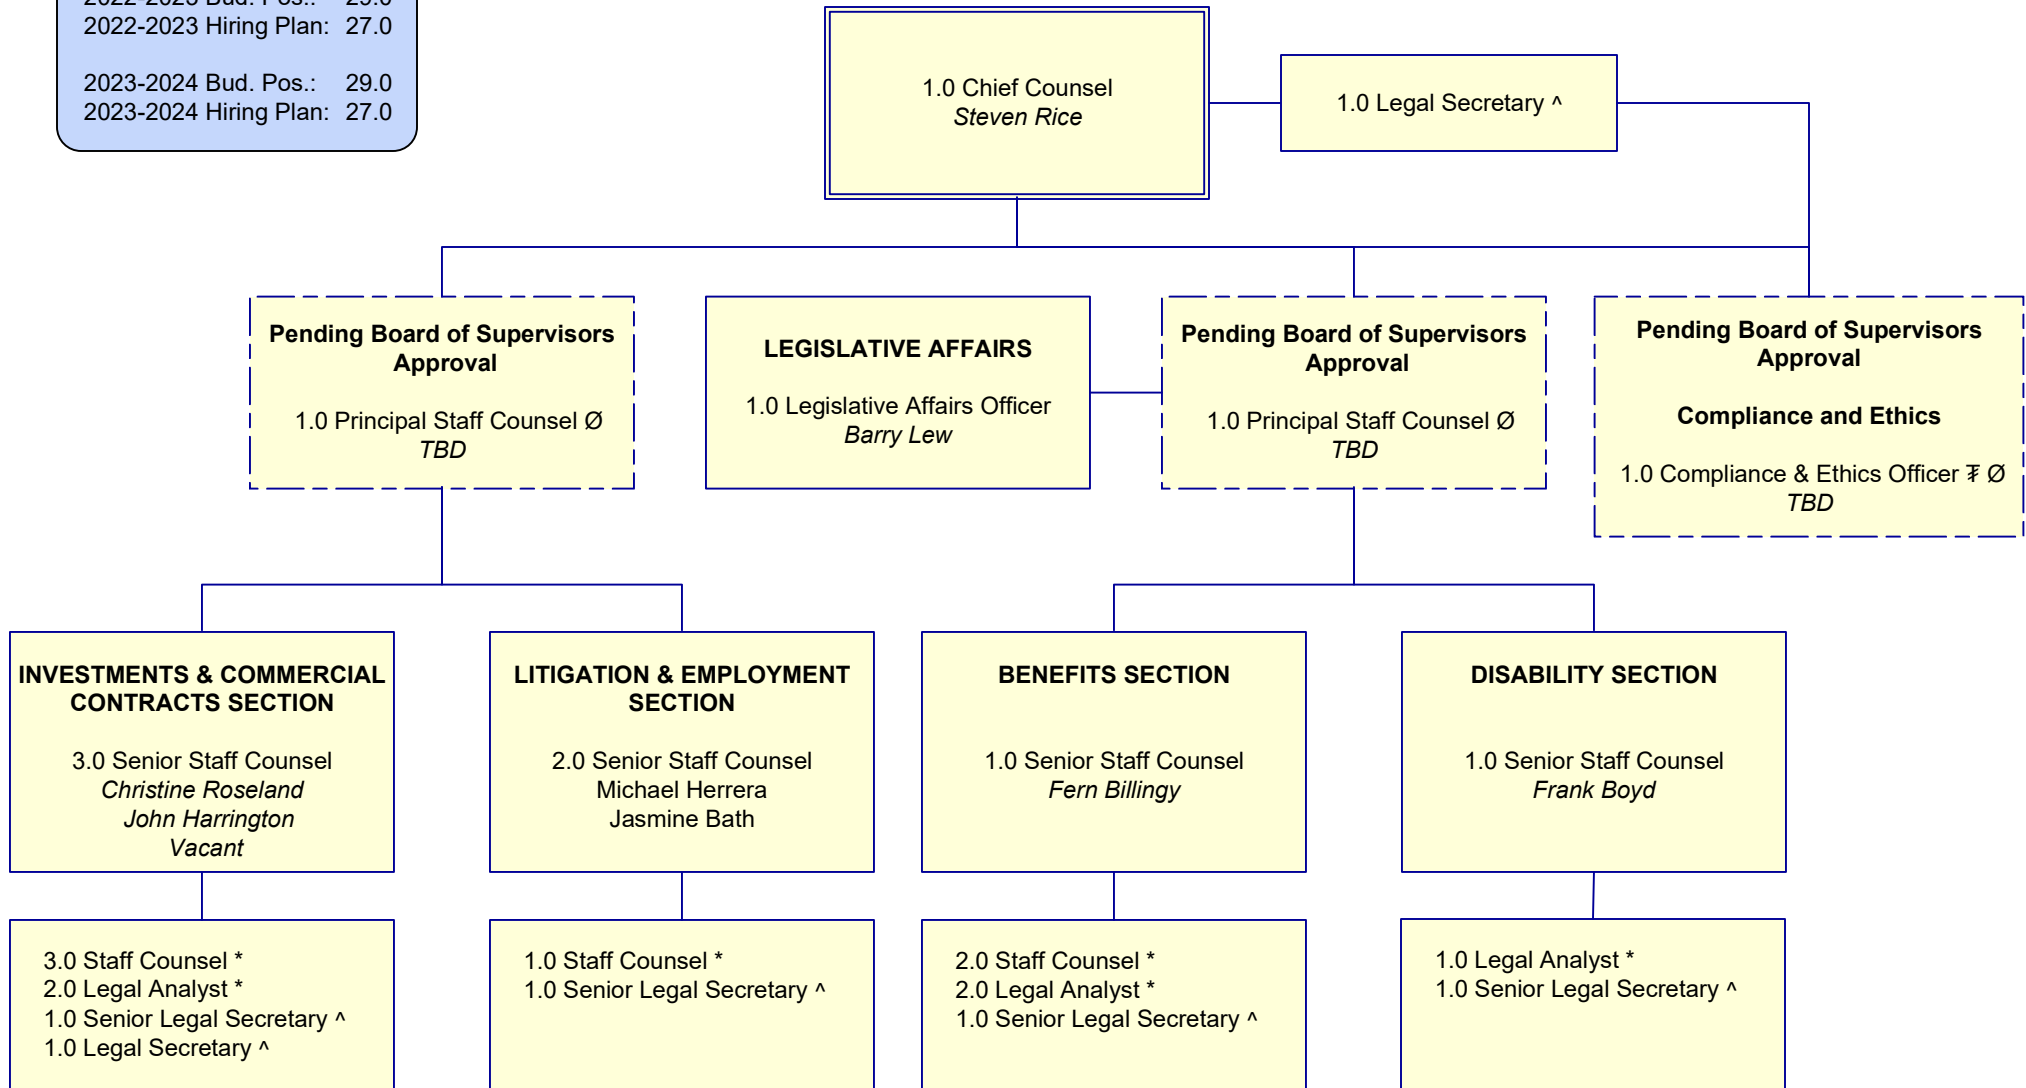 2022-2023 Bud. Pos.: 29.0
2022-2023 Hiring Plan: 27.0
2023-2024 Bud. Pos.: 29.0
2023-2024 Hiring Plan: 27.0
1.0 Chief Counsel
Steven Rice
1.0 Legal Secretary ^
Pending Board of Supervisors
Approval
1.0 Principal Staff Counsel Ø
TBD
LEGISLATIVE AFFAIRS
1.0 Legislative Affairs Officer
Barry Lew
Pending Board of Supervisors
Approval
1.0 Principal Staff Counsel Ø
TBD
Pending Board of Supervisors
Approval
Compliance and Ethics
1.0 Compliance & Ethics Officer ₮ Ø
TBD
INVESTMENTS & COMMERCIAL
CONTRACTS SECTION
3.0 Senior Staff Counsel
Christine Roseland
John Harrington
Vacant
LITIGATION & EMPLOYMENT
SECTION
2.0 Senior Staff Counsel
Michael Herrera
Jasmine Bath
BENEFITS SECTION
1.0 Senior Staff Counsel
Fern Billingy
DISABILITY SECTION
1.0 Senior Staff Counsel
Frank Boyd
3.0 Staff Counsel *
2.0 Legal Analyst *
1.0 Senior Legal Secretary ^
1.0 Legal Secretary ^
1.0 Staff Counsel *
1.0 Senior Legal Secretary ^
2.0 Staff Counsel *
2.0 Legal Analyst *
1.0 Senior Legal Secretary ^
1.0 Legal Analyst *
1.0 Senior Legal Secretary ^